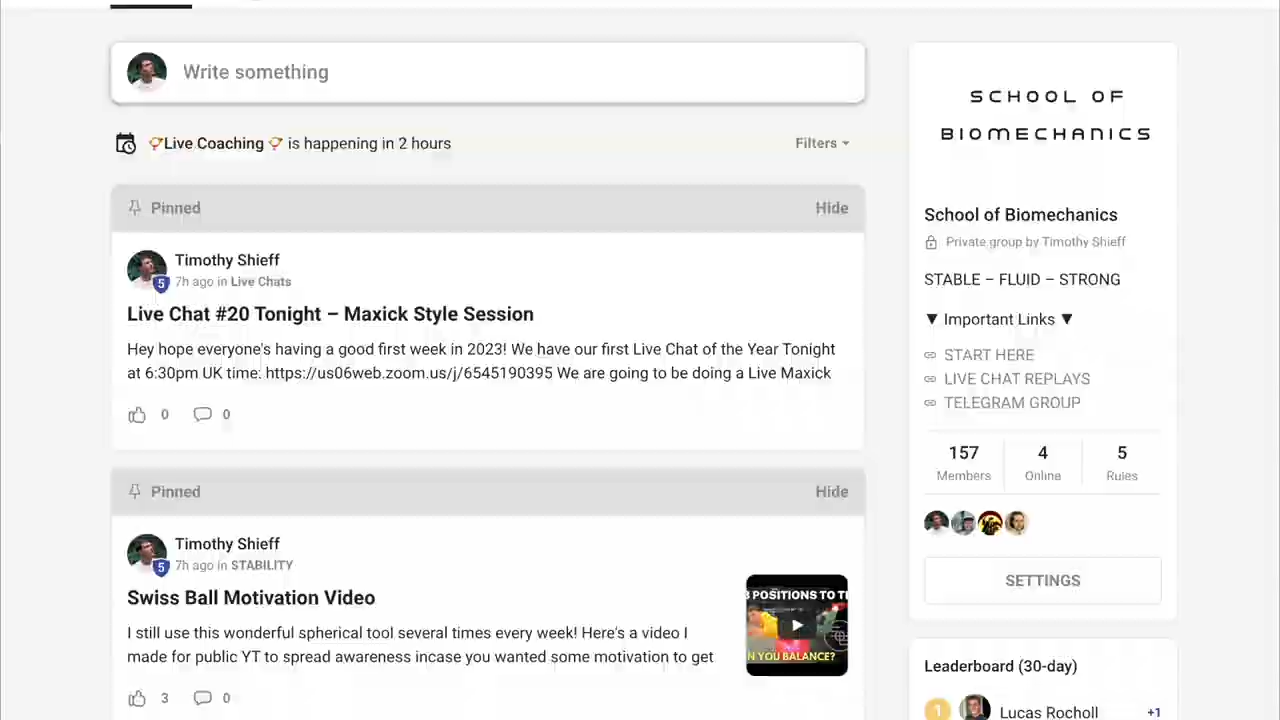 Write something
Live Coaching is happening in 2 hours
Filters
Pinned
Hide
Timothy Shieff
5
7h ago in Live Chats
Live Chat #20 Tonight – Maxick Style Session
Hey hope everyone's having a good first week in 2023! We have our first Live Chat of the Year Tonight
at 6:30pm UK time. https://us06web.zoom.us/j/6545190395 We are going to be doing a Live Maxick
0
0
Pinned
Hide
Timothy Shieff
5
7h ago in STABILITY
Swiss Ball Motivation Video
I still use this wonderful spherical tool several times every week! Here's a video I
made for public YT to spread awareness incase you wanted some motivation to get
3 POSITIONS TO
N YOU BALANCE?
3
0
SCHOOL OF
BIOMECHANICS
School of Biomechanics
Private group by Timothy Shieff
STABLE – FLUID – STRONG
▼ Important Links ▼
START HERE
LIVE CHAT REPLAYS
TELEGRAM GROUP
157
Members
4
Online
5
Rules
SETTINGS
Leaderboard (30-day)
1
Lucas Rocholl
+1